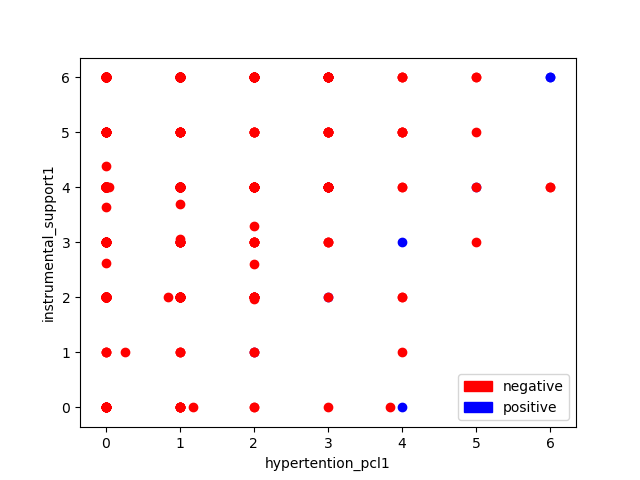 6
5
4
3
2
1
0
instrumental_support1
0 1 2 3 4 5 6
hypertention_pcl1
negative
positive